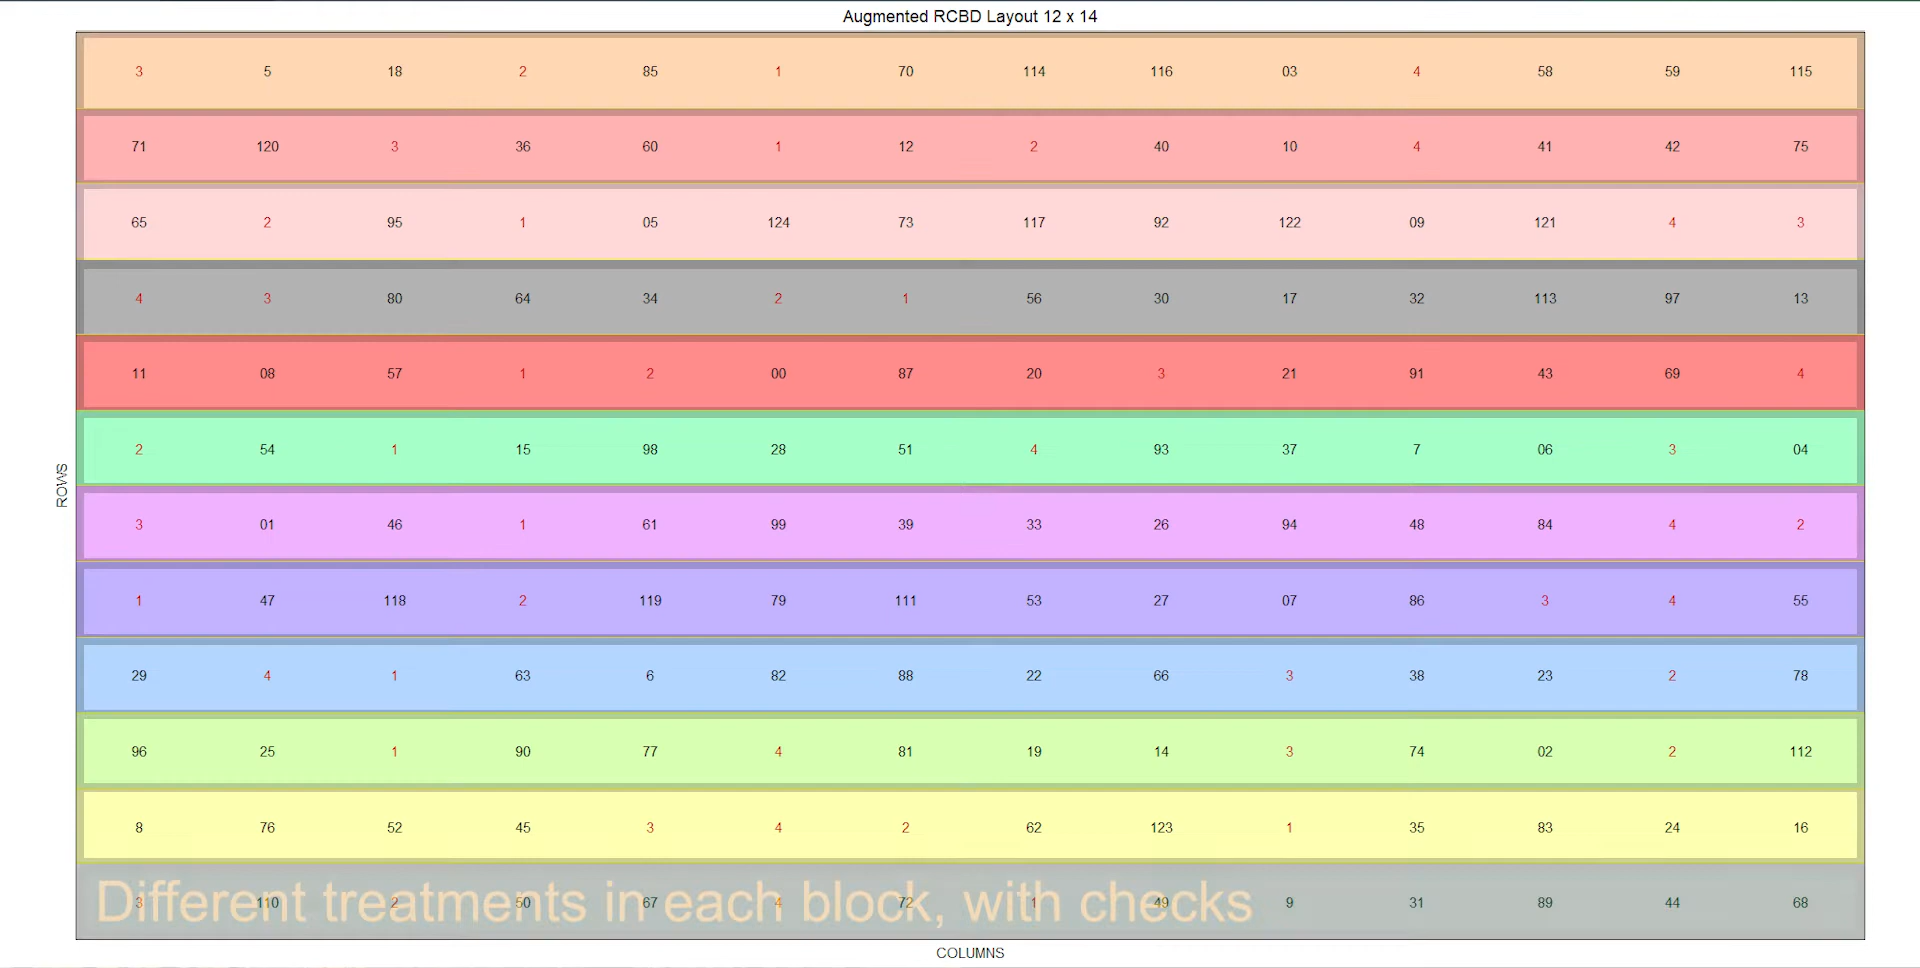 Augmented RCBD Layout 12 x 14
3 5 18 2 85 1 70 114 116 03 4 58 59 115
71 120 3 36 60 1 12 2 40 10 4 41 42 75
65 2 95 1 05 124 73 117 92 122 09 121 4 3
4 3 80 64 34 2 1 56 30 17 32 113 97 13
11 08 57 1 2 00 87 20 3 21 91 43 69 4
2 54 1 15 98 28 51 4 93 37 7 06 3 04
ROWS
3 01 46 1 61 99 39 33 26 94 48 84 4 2
1 47 118 2 119 79 111 53 27 07 86 3 4 55
29 4 1 63 6 82 88 22 66 3 38 23 2 78
96 25 1 90 77 4 81 19 14 3 74 02 2 112
8 76 52 45 3 4 2 62 123 1 35 83 24 16
3 110 2 50 67 4 72 1 49 9 31 89 44 68
Different treatments in each block, with checks
COLUMNS